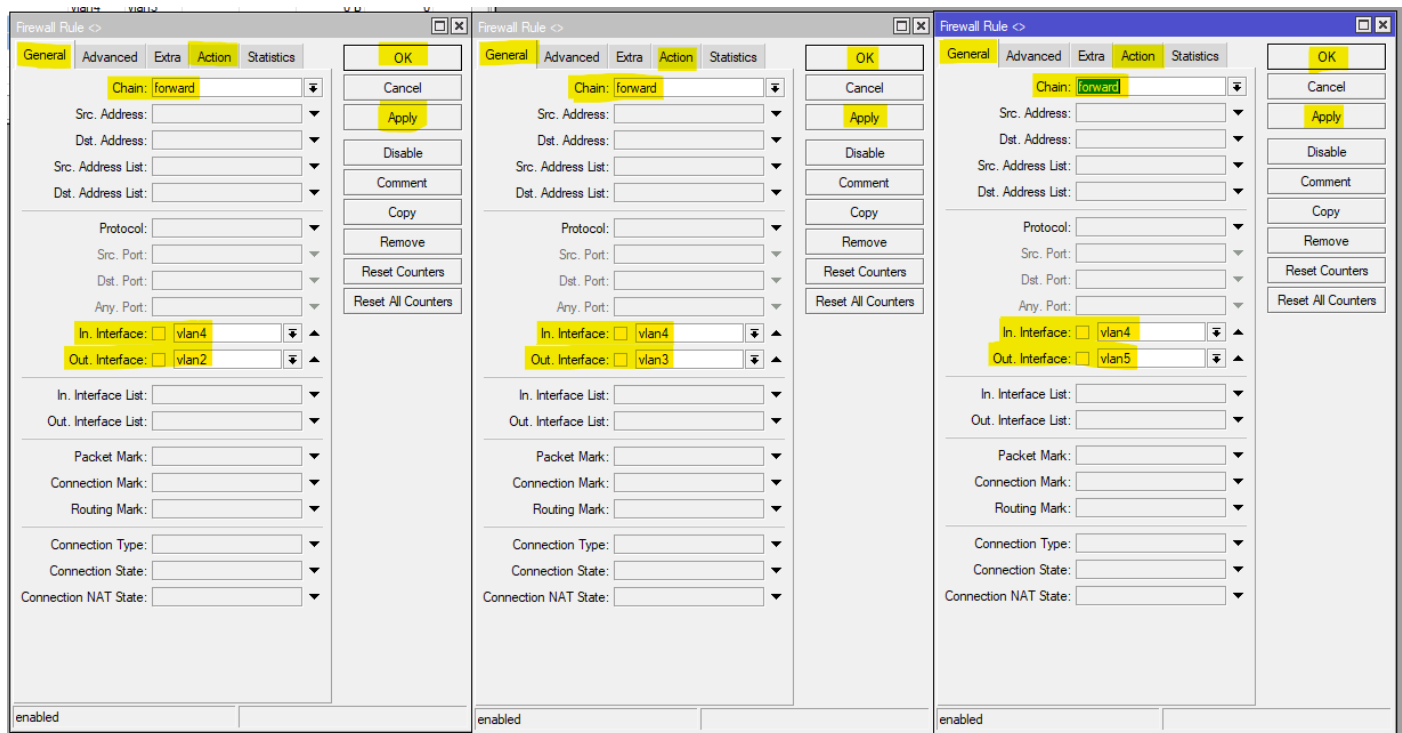 vlan4 vlan3 0 B 0
Firewall Rule <>
General Advanced Extra Action Statistics
OK
Chain: forward
Cancel
Src. Address:
Apply
Dst. Address:
Disable
Src. Address List:
Comment
Dst. Address List:
Copy
Protocol:
Remove
Src. Port:
Reset Counters
Dst. Port:
Reset All Counters
Any. Port:
In. Interface: vlan4
Out. Interface: vlan2
In. Interface List:
Out. Interface List:
Packet Mark:
Connection Mark:
Routing Mark:
Connection Type:
Connection State:
Connection NAT State:
enabled
Firewall Rule <>
General Advanced Extra Action Statistics
OK
Chain: forward
Cancel
Src. Address:
Apply
Dst. Address:
Disable
Src. Address List:
Comment
Dst. Address List:
Copy
Protocol:
Remove
Src. Port:
Reset Counters
Dst. Port:
Reset All Counters
Any. Port:
In. Interface: vlan4
Out. Interface: vlan3
In. Interface List:
Out. Interface List:
Packet Mark:
Connection Mark:
Routing Mark:
Connection Type:
Connection State:
Connection NAT State:
enabled
Firewall Rule <>
General Advanced Extra Action Statistics
OK
Chain: forward
Cancel
Src. Address:
Apply
Dst. Address:
Disable
Src. Address List:
Comment
Dst. Address List:
Copy
Protocol:
Remove
Src. Port:
Reset Counters
Dst. Port:
Reset All Counters
Any. Port:
In. Interface: vlan4
Out. Interface: vlan5
In. Interface List:
Out. Interface List:
Packet Mark:
Connection Mark:
Routing Mark:
Connection Type:
Connection State:
Connection NAT State:
enabled